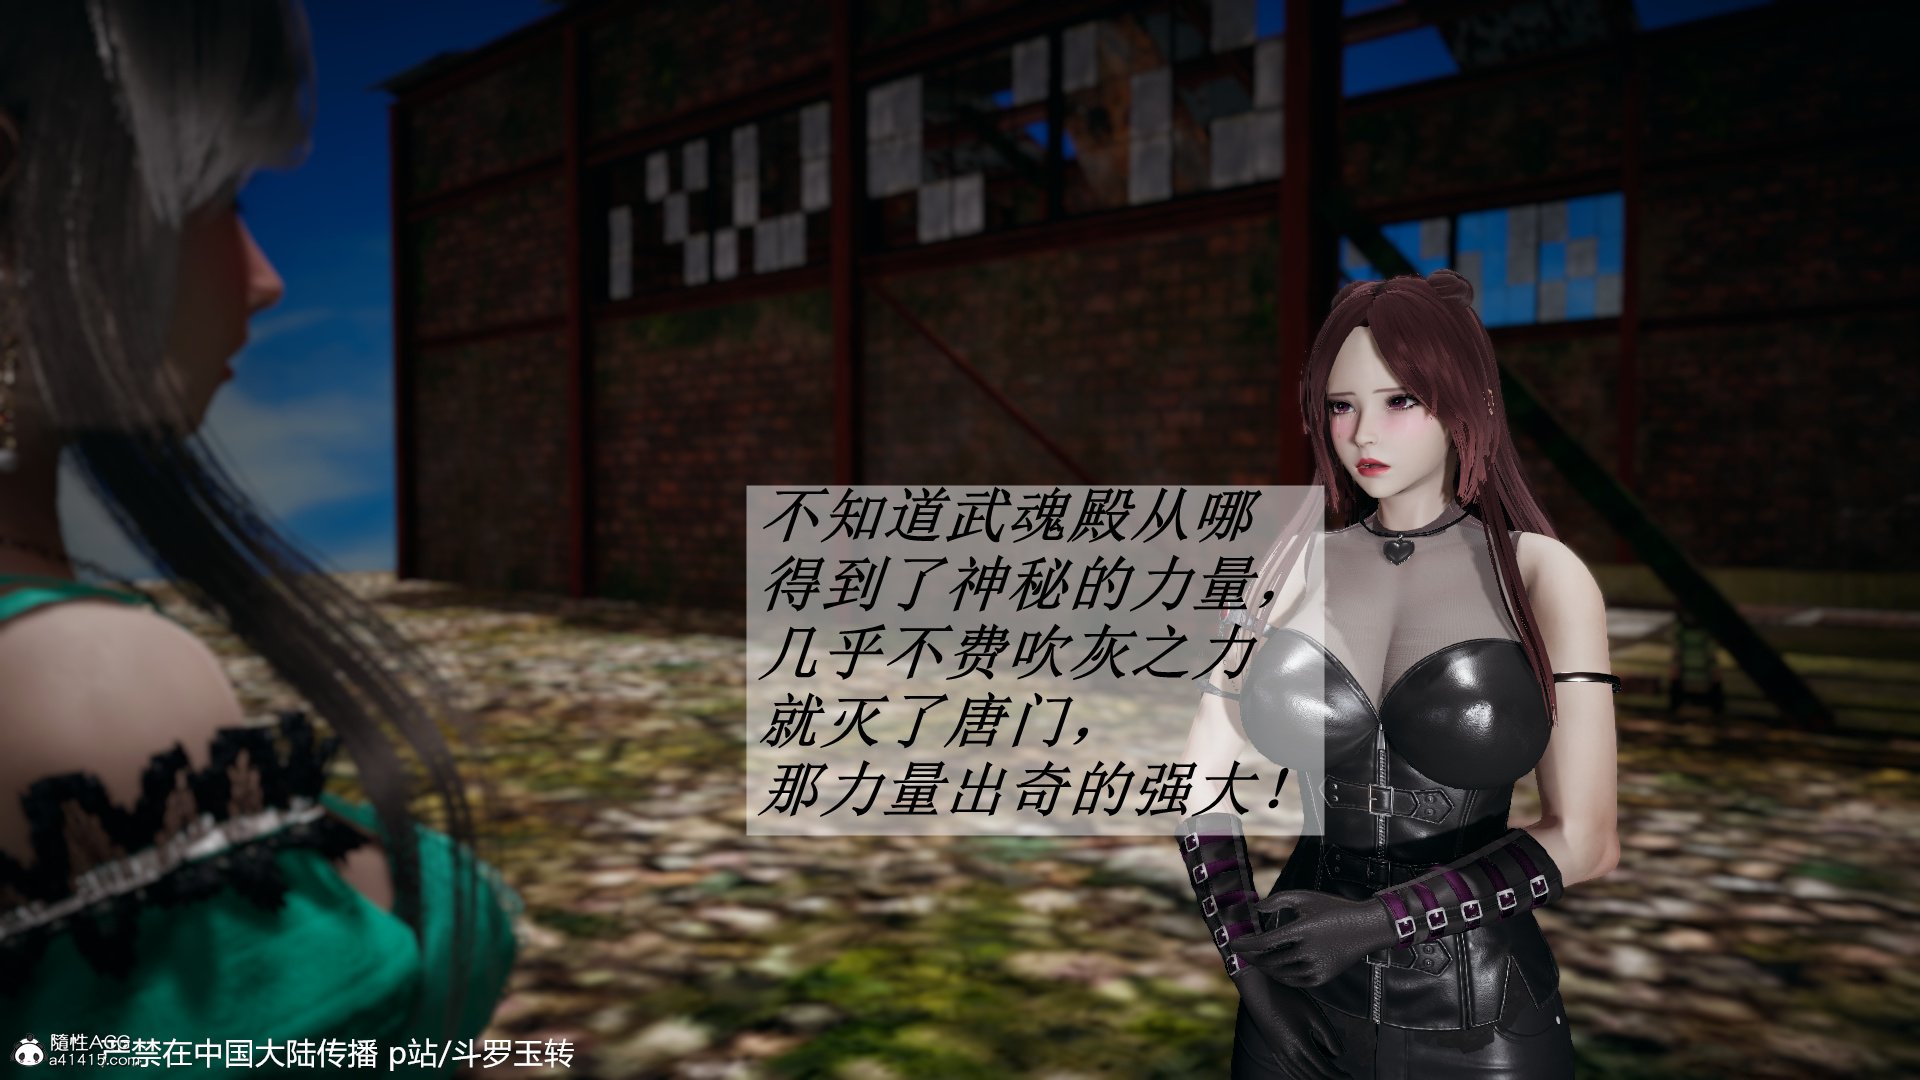 不知道武魂殿从哪
得到了神秘的力量，
几乎不费吹灰之力
就灭了唐门，
那力量出奇的强大！
隨性ACG
a41415.com
禁在中国大陆传播 p站/斗罗玉转